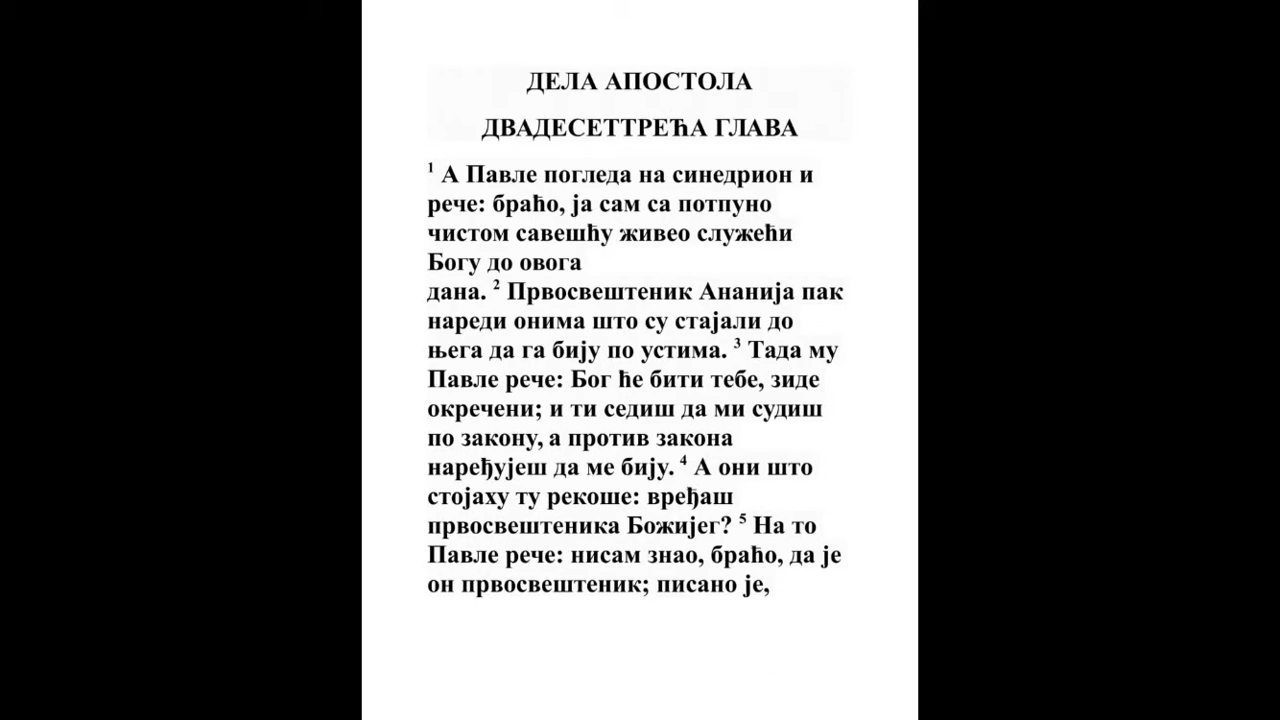 ДЕЛА АПОСТОЛА
ДВАДЕСЕТТРЕЋА ГЛАВА
¹ А Павле погледа на синедрион и
рече: браћо, ја сам са потпуно
чистом савешћу живео служећи
Богу до овога
дана. ² Првосвештеник Ананија пак
нареди онима што су стајали до
њега да га бију по устима. ³ Тада му
Павле рече: Бог ће бити тебе, зиде
окречени; и ти седиш да ми судиш
по закону, а против закона
наређујеш да ме бију. ⁴ А они што
стојаху ту рекоше: вређаш
првосвештеника Божијег? ⁵ На то
Павле рече: нисам знао, браћо, да је
он првосвештеник; писано је,